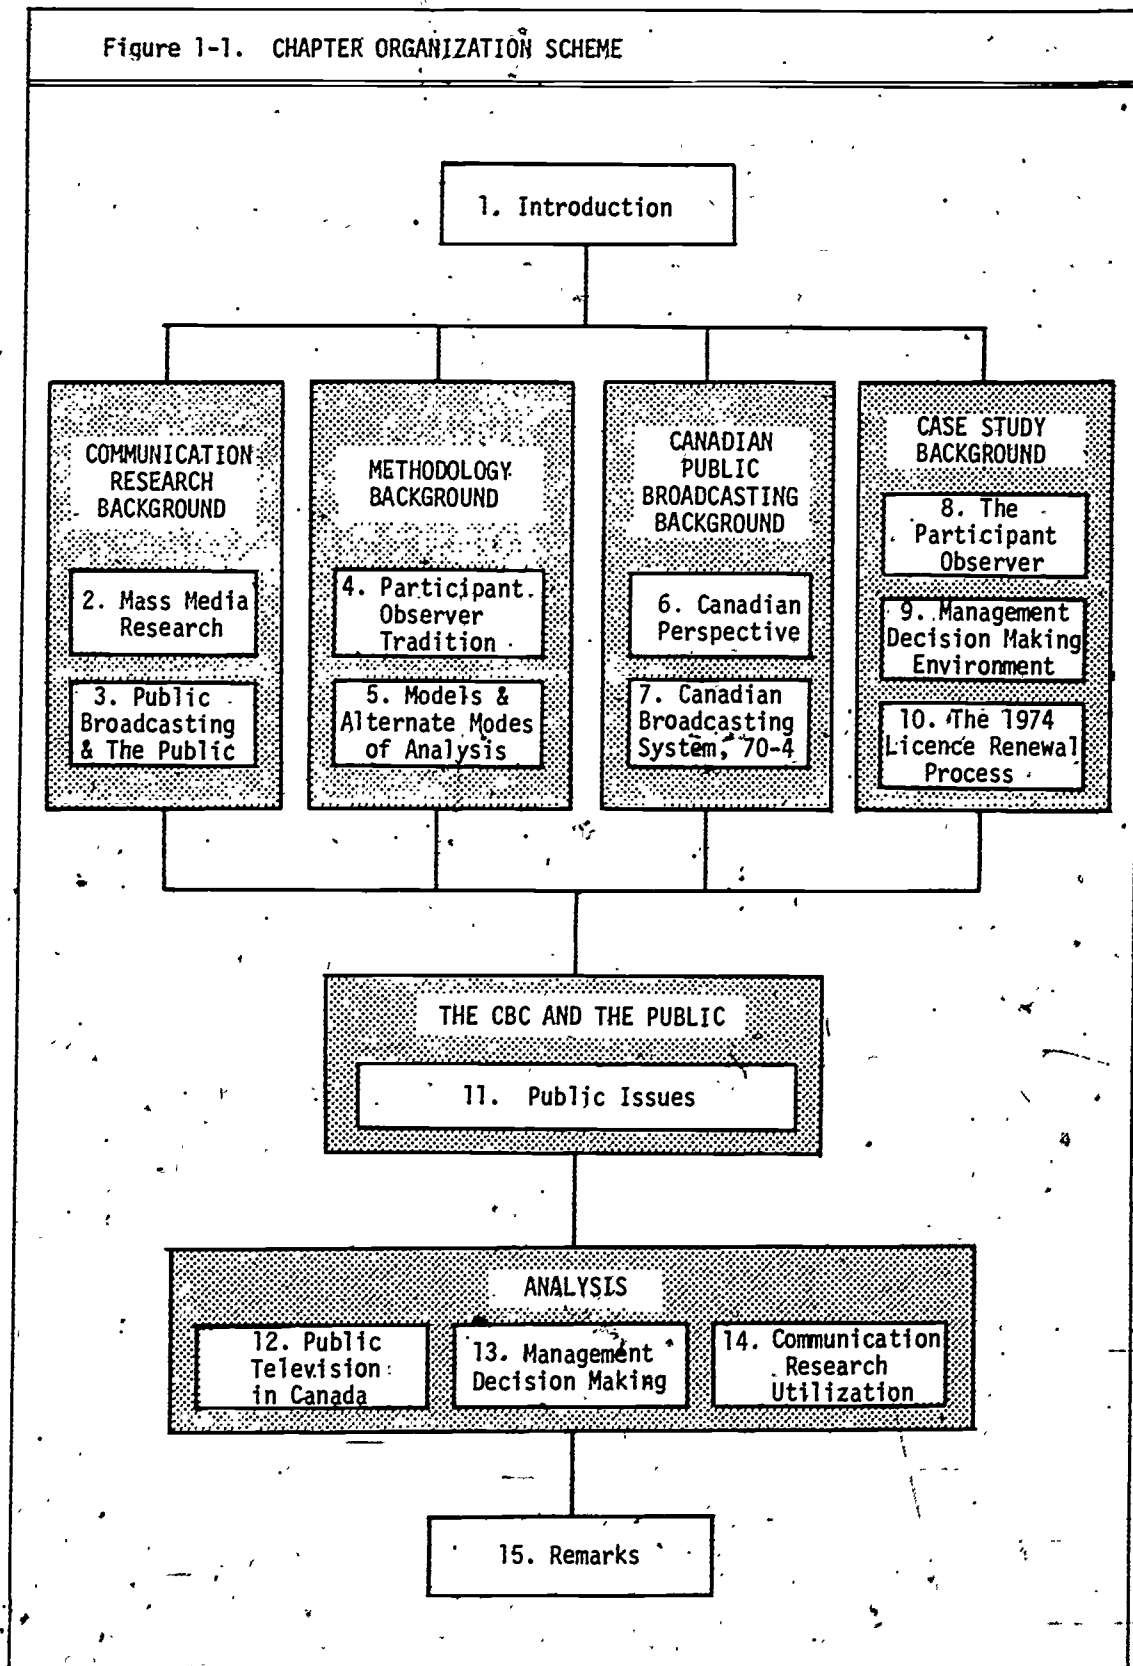 Figure 1-1. CHAPTER ORGANIZATION SCHEME
1. Introduction
COMMUNICATION
RESEARCH
BACKGROUND
2. Mass Media
Research
3. Public
Broadcasting
& The Public
METHODOLOGY
BACKGROUND
4. Participant
Observer
Tradition
5. Models &
Alternate Modes
of Analysis
CANADIAN
PUBLIC
BROADCASTING
BACKGROUND
6. Canadian
Perspective
7. Canadian
Broadcasting
System, 70-4
CASE STUDY
BACKGROUND
8. The
Participant
Observer
9. Management
Decision Making
Environment
10. The 1974
Licence Renewal
Process
THE CBC AND THE PUBLIC
11. Public Issues
ANALYSIS
12. Public
Television
in Canada
13. Management
Decision Making
14. Communication
Research
Utilization
15. Remarks